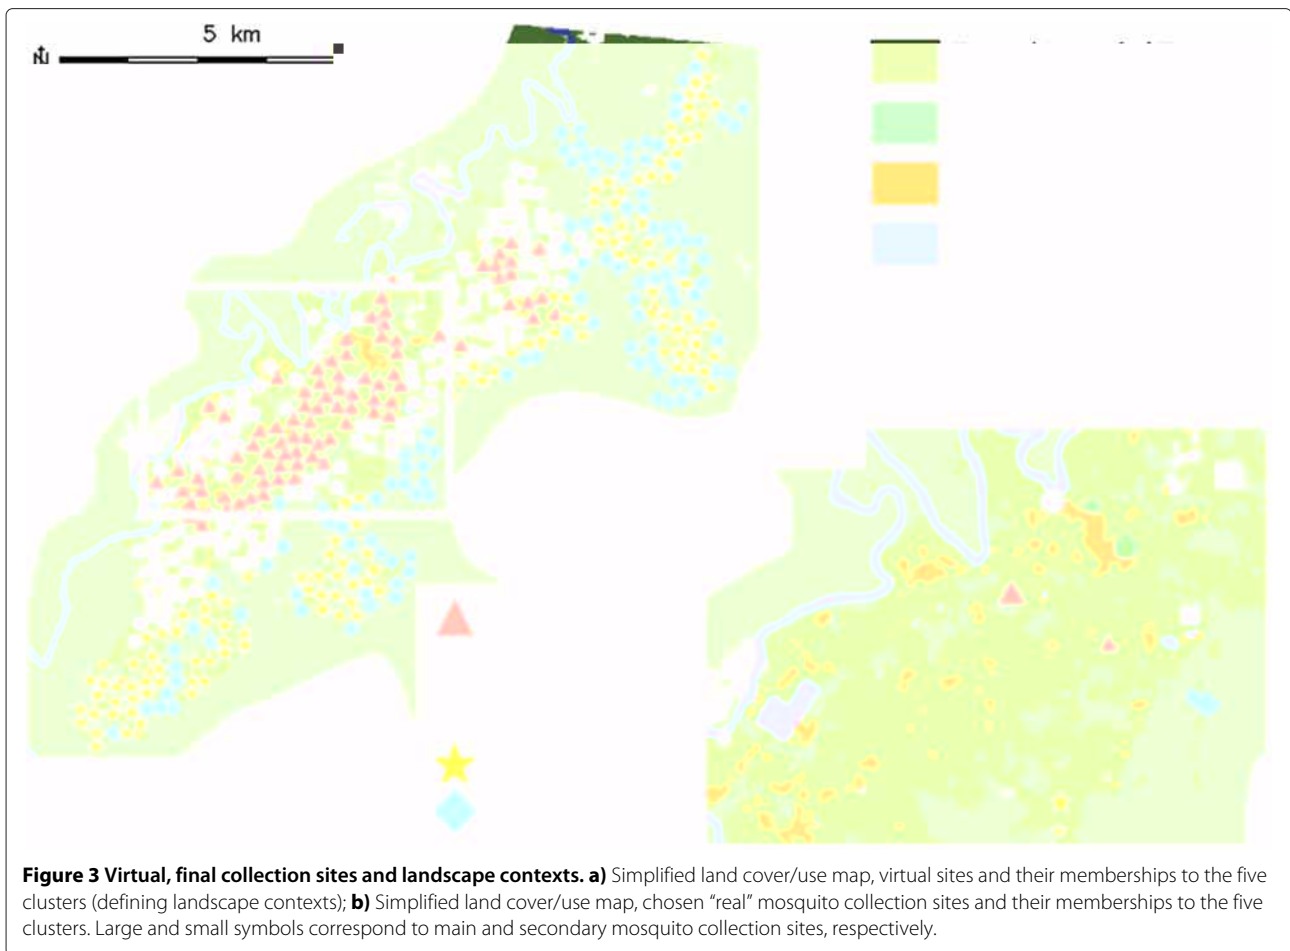 5 km
N
Figure 3 Virtual, final collection sites and landscape contexts. a) Simplified land cover/use map, virtual sites and their memberships to the five
clusters (defining landscape contexts); b) Simplified land cover/use map, chosen “real” mosquito collection sites and their memberships to the five
clusters. Large and small symbols correspond to main and secondary mosquito collection sites, respectively.